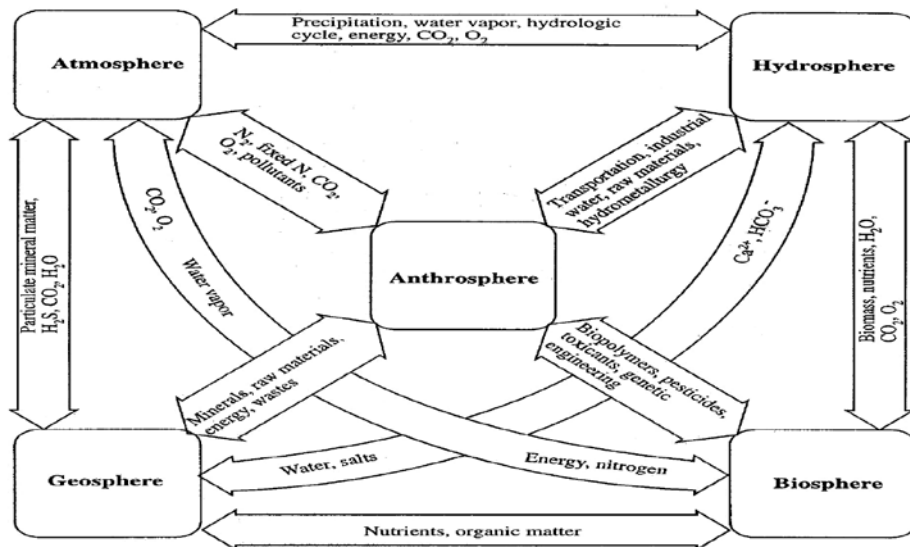 Precipitation, water vapor, hydrologic
cycle, energy, CO₂, O₂
Atmosphere
Hydrosphere
N₂, fixed N, CO₂,
O₂, pollutants
Transportation, industrial
water, raw materials,
hydrometallurgy
Particulate mineral matter,
H₂S, CO₂, H₂O
CO₂, O₂
Water vapor
Ca²⁺, HCO₃⁻
Biomass, nutrients, H₂O,
CO₂, O₂
Anthrosphere
Minerals, raw materials,
energy, wastes
Biopolymers, pesticides,
toxicants, genetic
engineering
Water, salts
Energy, nitrogen
Geosphere
Biosphere
Nutrients, organic matter